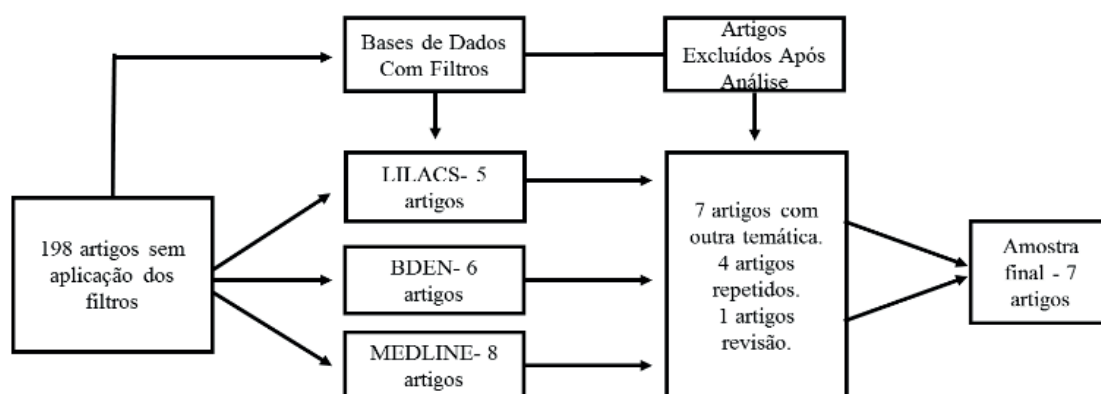 Bases de Dados
Com Filtros
Artigos
Excluídos Após
Análise
198 artigos sem
aplicação dos
filtros
LILACS- 5
artigos
BDEN- 6
artigos
MEDLINE- 8
artigos
7 artigos com
outra temática.
4 artigos
repetidos.
1 artigos
revisão.
Amostra
final - 7
artigos